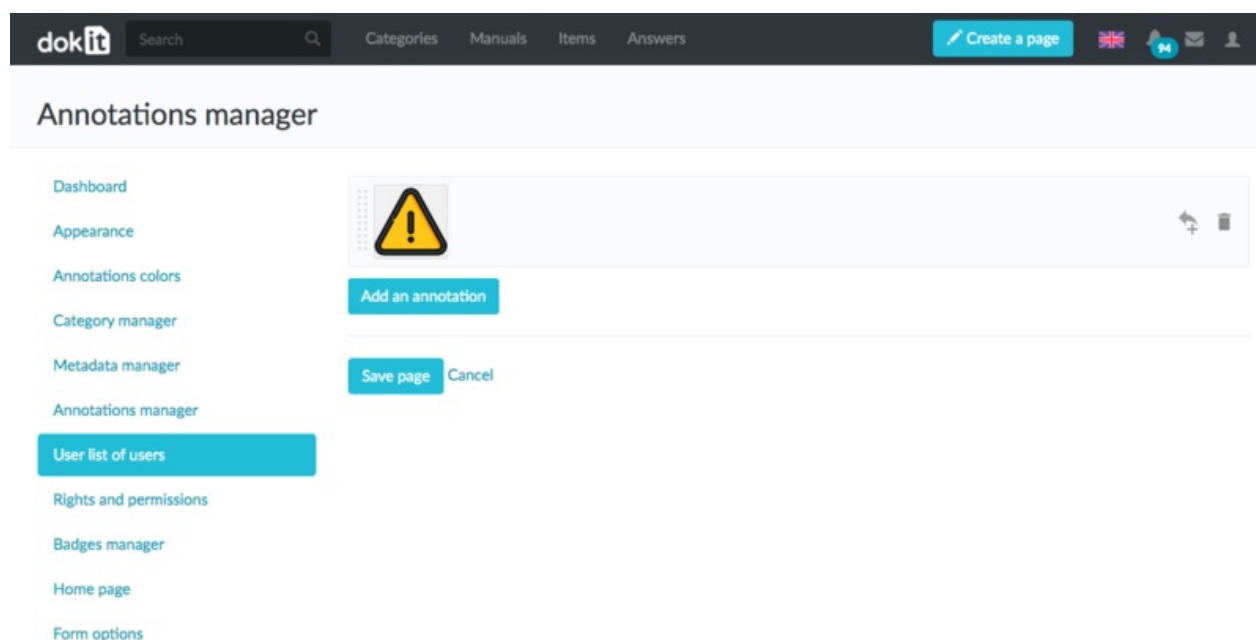 dokit Search Categories Manuals Items Answers Create a page 94
Annotations manager
Dashboard
Appearance
Annotations colors
Category manager
Metadata manager
Annotations manager
User list of users
Rights and permissions
Badges manager
Home page
Form options
!
Add an annotation
Save page Cancel